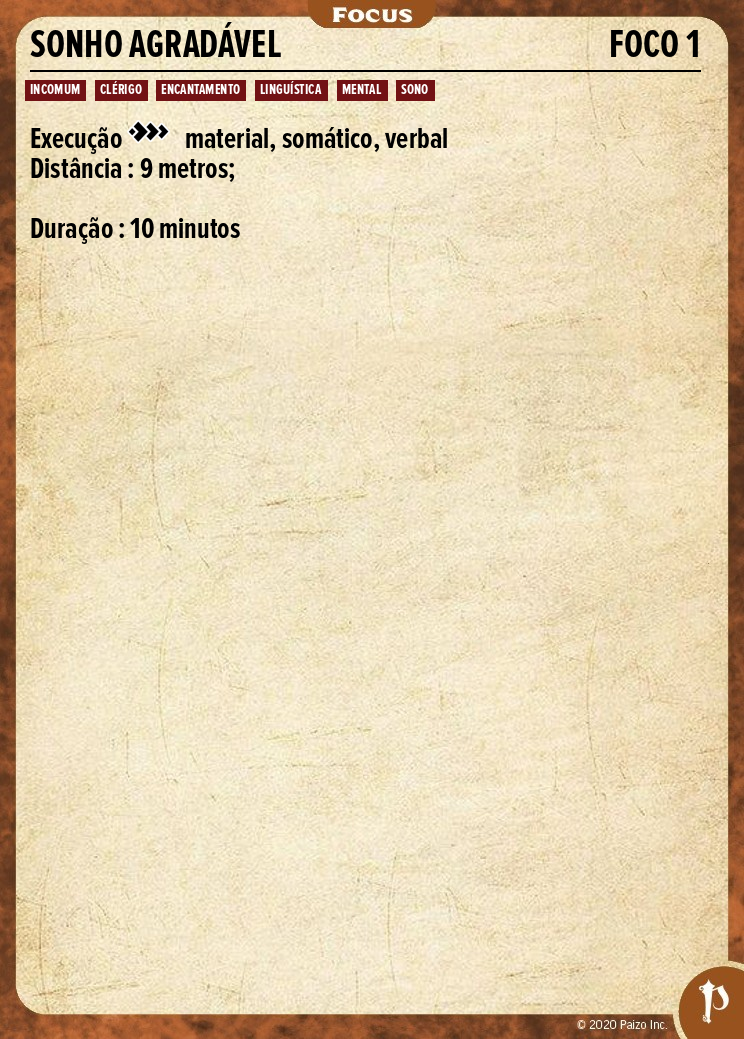 Focus
SONHO AGRADÁVEL FOCO 1
INCOMUM CLÉRIGO ENCANTAMENTO LINGUÍSTICA MENTAL SONO
Execução material, somático, verbal
Distância : 9 metros;
Duração : 10 minutos
© 2020 Paizo Inc.